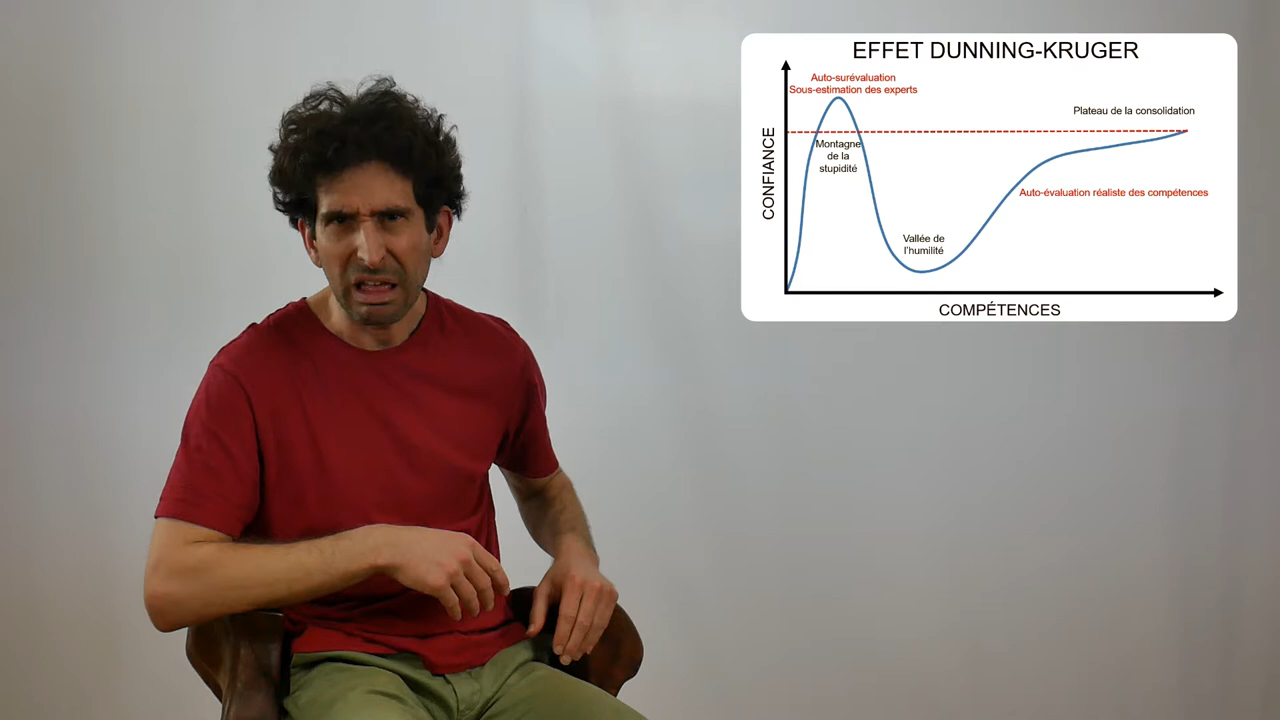 EFFET DUNNING-KRUGER
Auto-surévaluation
Sous-estimation des experts
Plateau de la consolidation
CONFIANCE
Montagne
de la
stupidité
Auto-évaluation réaliste des compétences
Vallée de
l'humilité
COMPÉTENCES